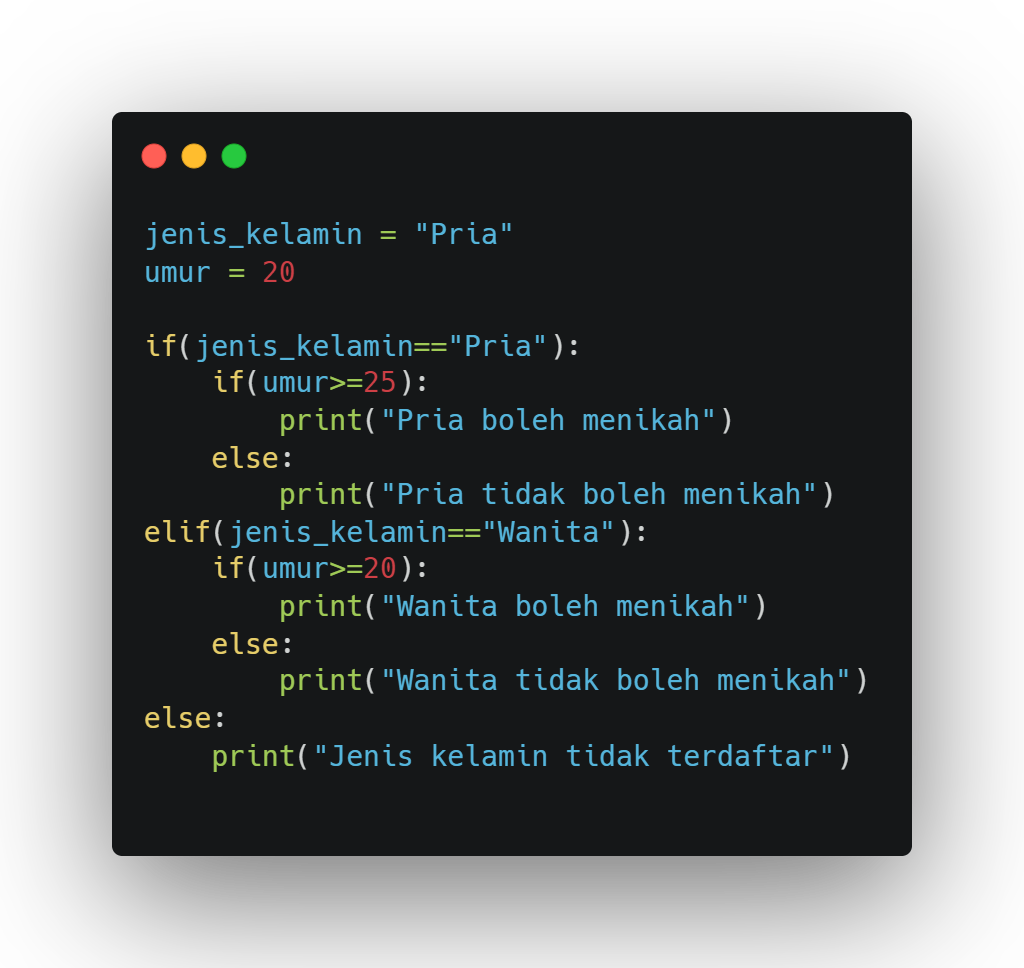 jenis_kelamin = "Pria"
umur = 20

if(jenis_kelamin=="Pria"):
    if(umur>=25):
        print("Pria boleh menikah")
    else:
        print("Pria tidak boleh menikah")
elif(jenis_kelamin=="Wanita"):
    if(umur>=20):
        print("Wanita boleh menikah")
    else:
        print("Wanita tidak boleh menikah")
else:
    print("Jenis kelamin tidak terdaftar")